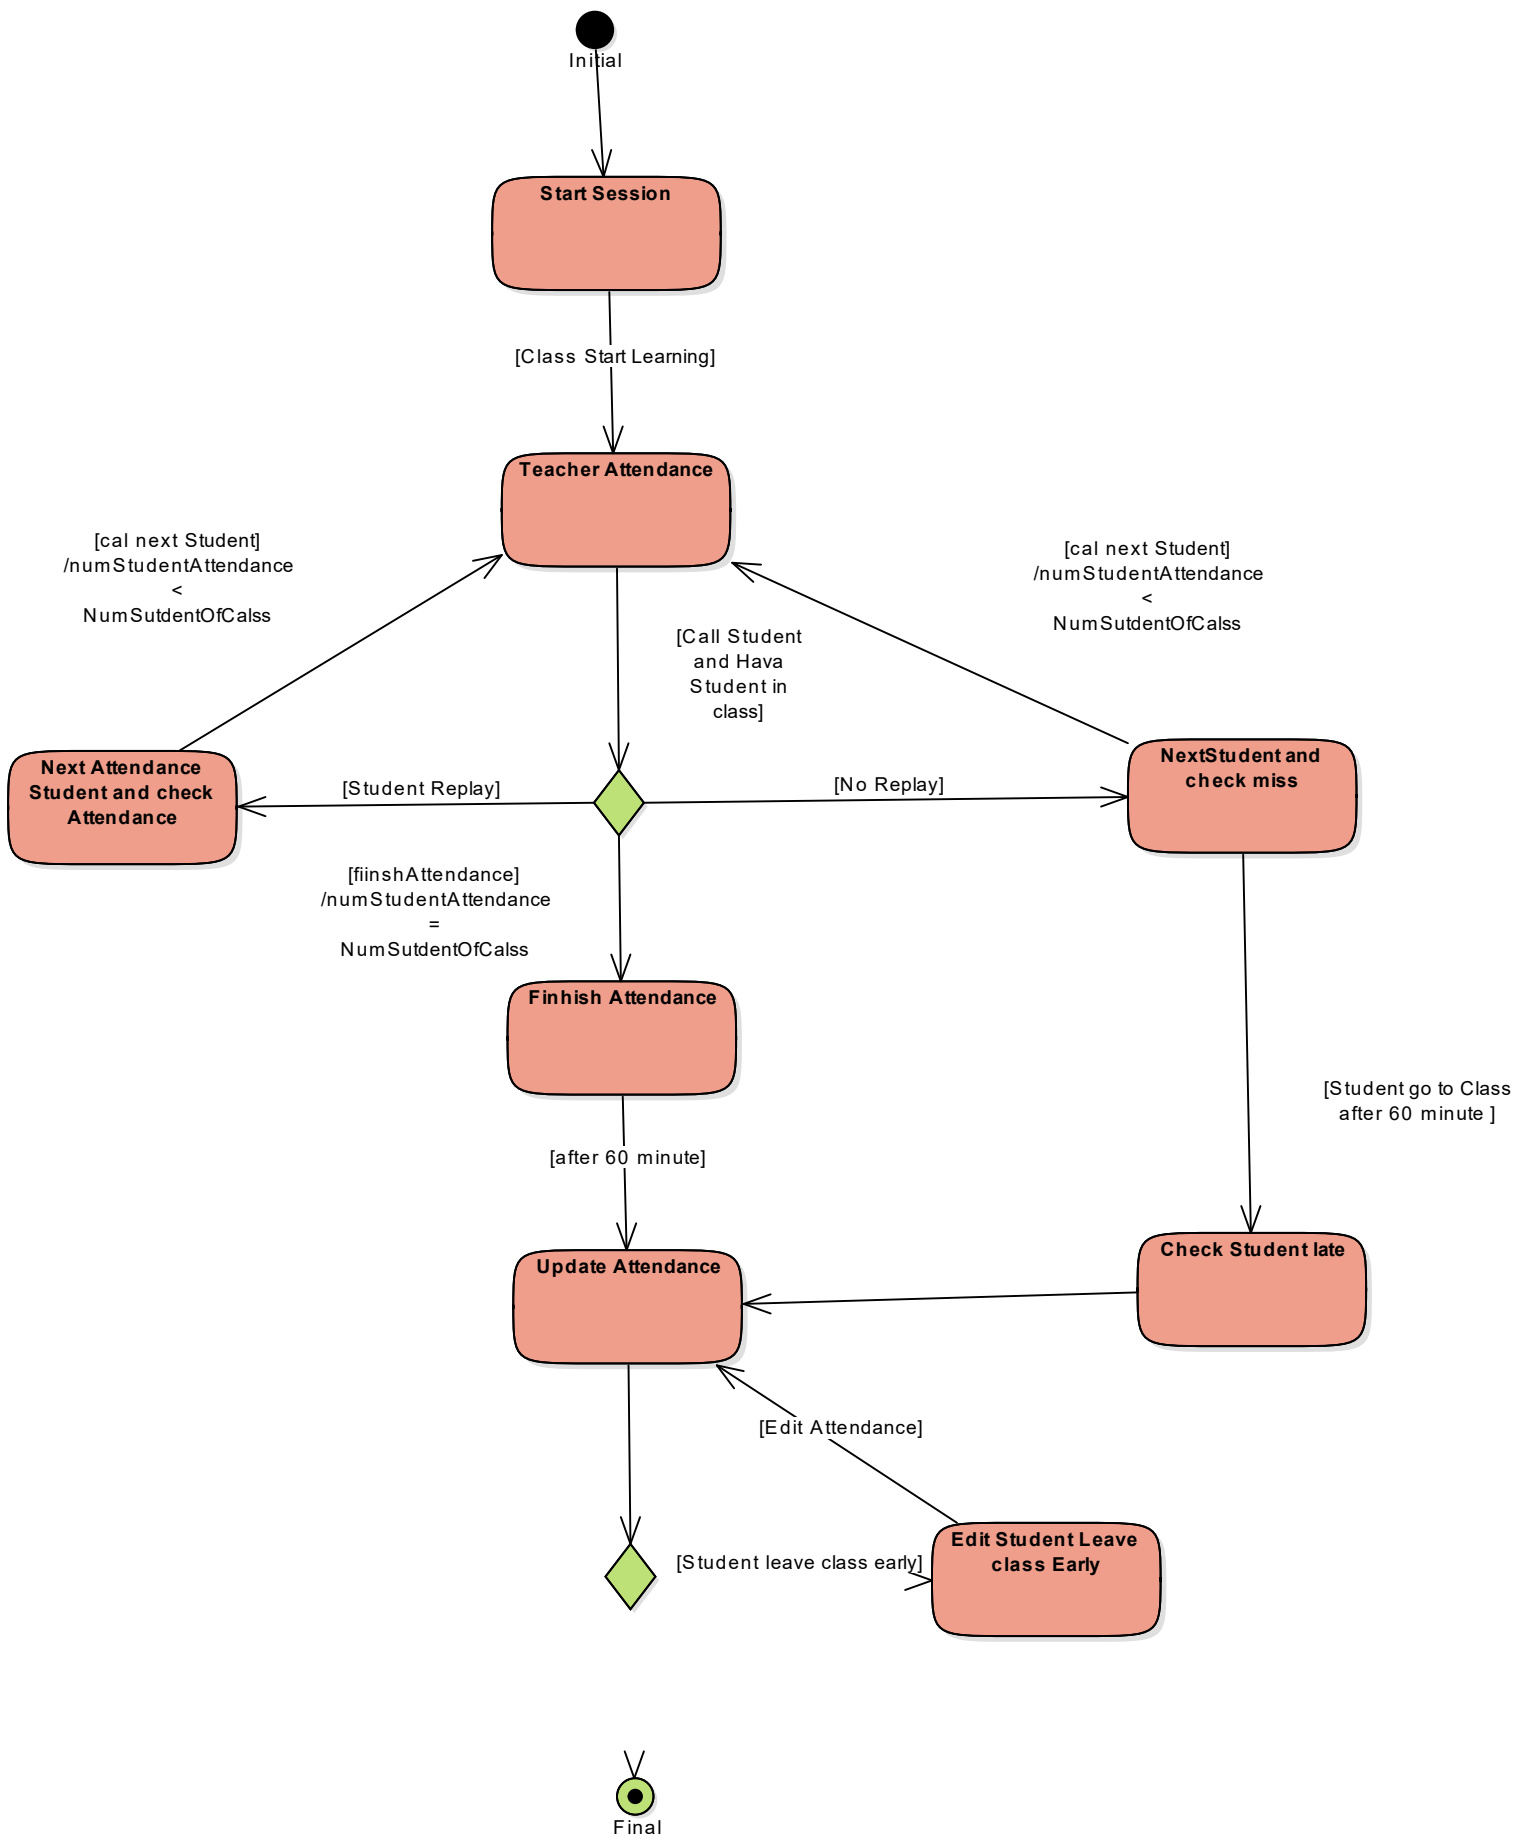 Initial
Start Session
[Class Start Learning]
Teacher Attendance
[cal next Student]
/numStudentAttendance
<
NumSutdentOfCalss
[cal next Student]
/numStudentAttendance
<
NumSutdentOfCalss
[Call Student
and Hava
Student in
class]
Next Attendance
Student and check
Attendance
[Student Replay]
[No Replay]
NextStudent and
check miss
[fiinshAttendance]
/numStudentAttendance
=
NumSutdentOfCalss
Finhish Attendance
[Student go to Class
after 60 minute ]
[after 60 minute]
Update Attendance
Check Student late
[Edit Attendance]
[Student leave class early]
Edit Student Leave
class Early
Final